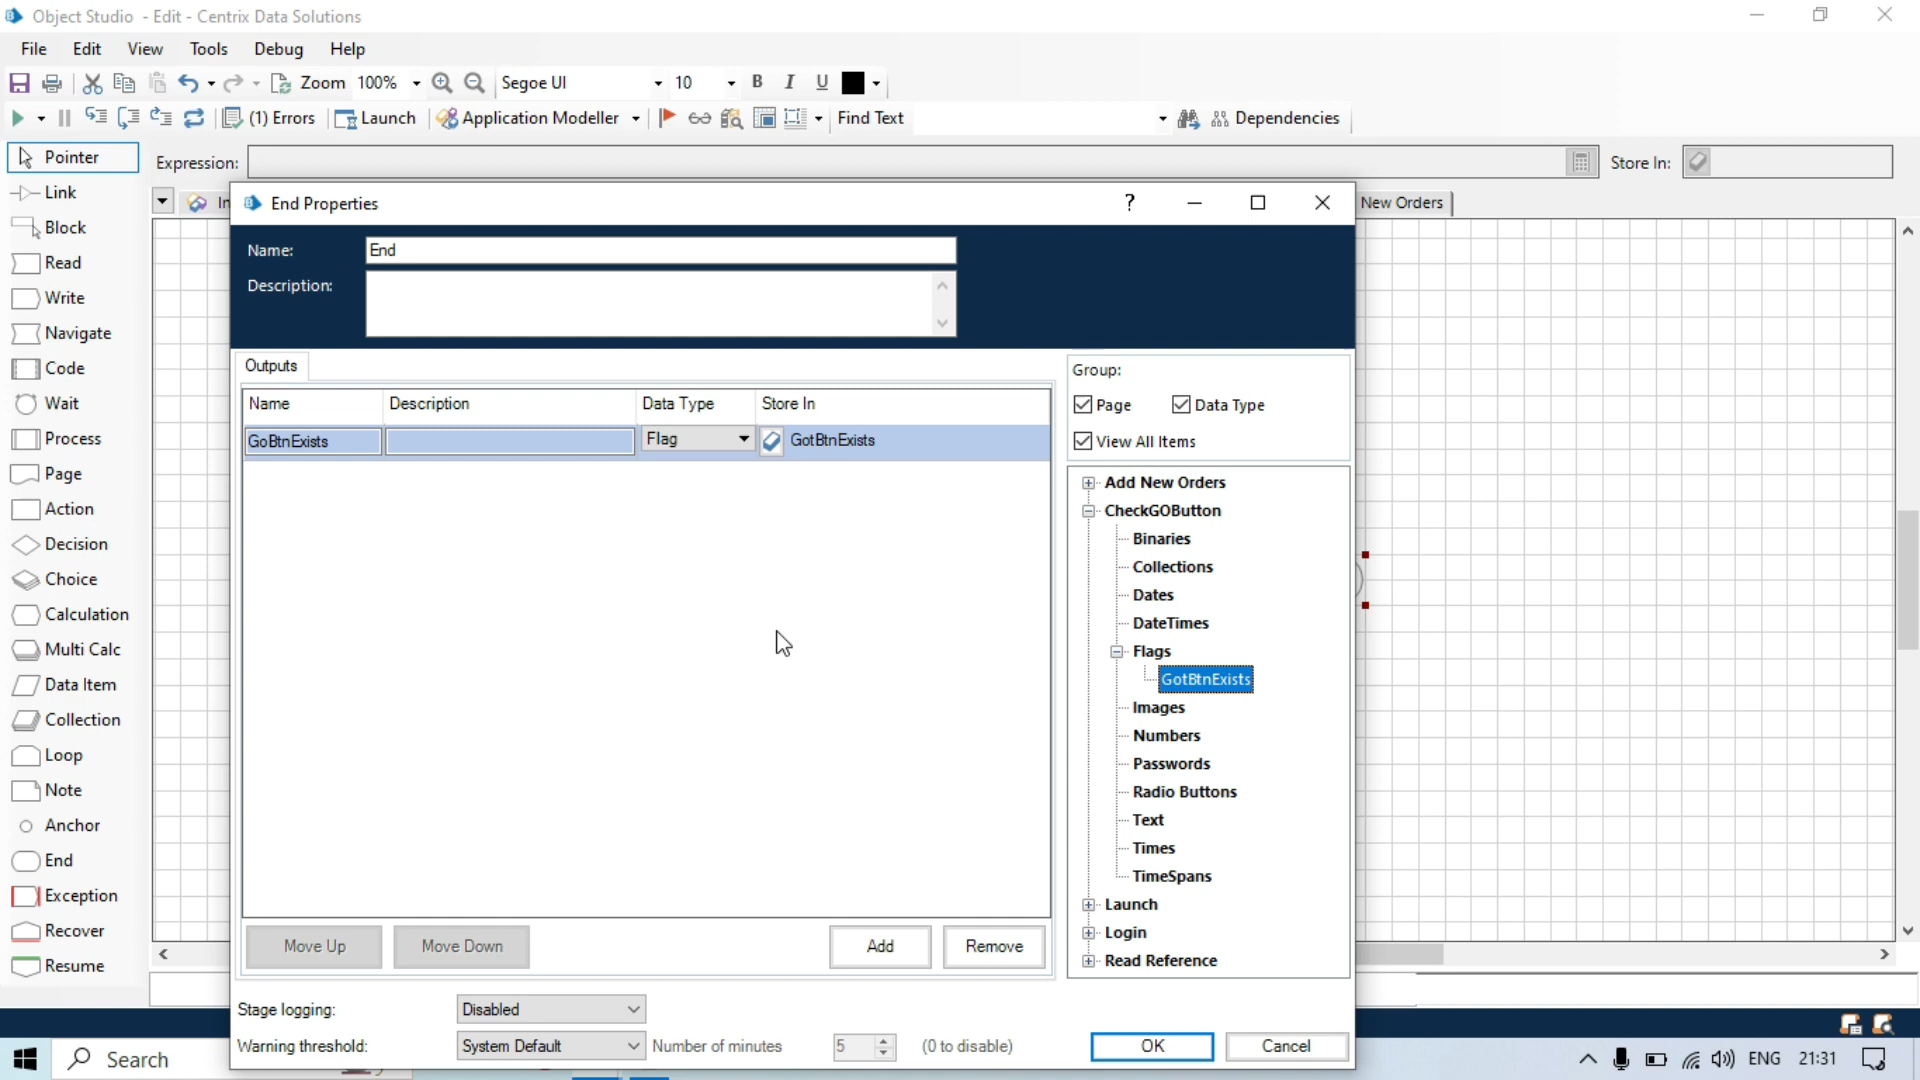 Object Studio - Edit - Centrix Data Solutions
File Edit View Tools Debug Help
Zoom 100% Segoe UI 10 B I U
(1) Errors Launch Application Modeller Find Text Dependencies
Pointer
Expression:
Store In:
Link
Block
Read
Write
Navigate
Code
Wait
Process
Page
Action
Decision
Choice
Calculation
Multi Calc
Data Item
Collection
Loop
Note
Anchor
End
Exception
Recover
Resume
In
New Orders
End Properties
?
Name: End
Description:
Outputs
Name Description Data Type Store In
GoBtnExists Flag GotBtnExists
Move Up Move Down Add Remove
Group:
Page Data Type
View All Items
Add New Orders
CheckGOButton
Binaries
Collections
Dates
DateTimes
Flags
GotBtnExists
Images
Numbers
Passwords
Radio Buttons
Text
Times
TimeSpans
Launch
Login
Read Reference
Stage logging: Disabled
Warning threshold: System Default Number of minutes 5 (0 to disable)
OK Cancel
Search
ENG 21:31